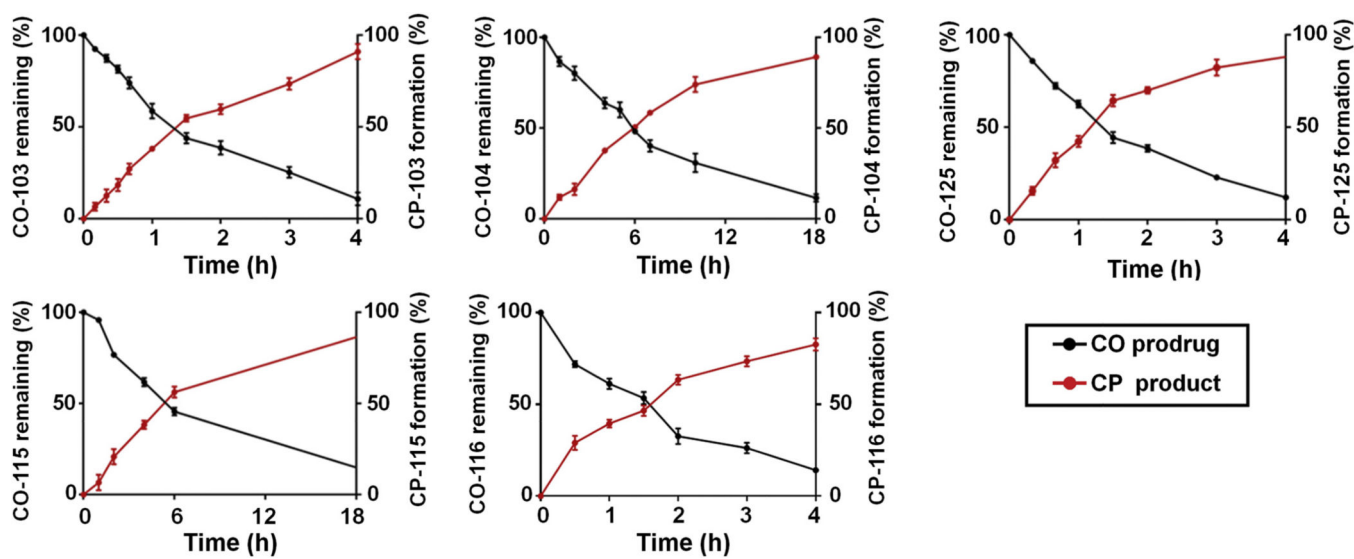 CO-103 remaining (%)
100
50
0
0 1 2 3 4
Time (h)
100
50
0
CP-103 formation (%)
CO-104 remaining (%)
100
50
0
0 6 12 18
Time (h)
100
50
0
CP-104 formation (%)
CO-125 remaining (%)
100
50
0
0 1 2 3 4
Time (h)
100
50
0
CP-125 formation (%)
CO-115 remaining (%)
100
50
0
0 6 12 18
Time (h)
100
50
0
CP-115 formation (%)
CO-116 remaining (%)
100
50
0
0 1 2 3 4
Time (h)
100
50
0
CP-116 formation (%)
CO prodrug
CP product